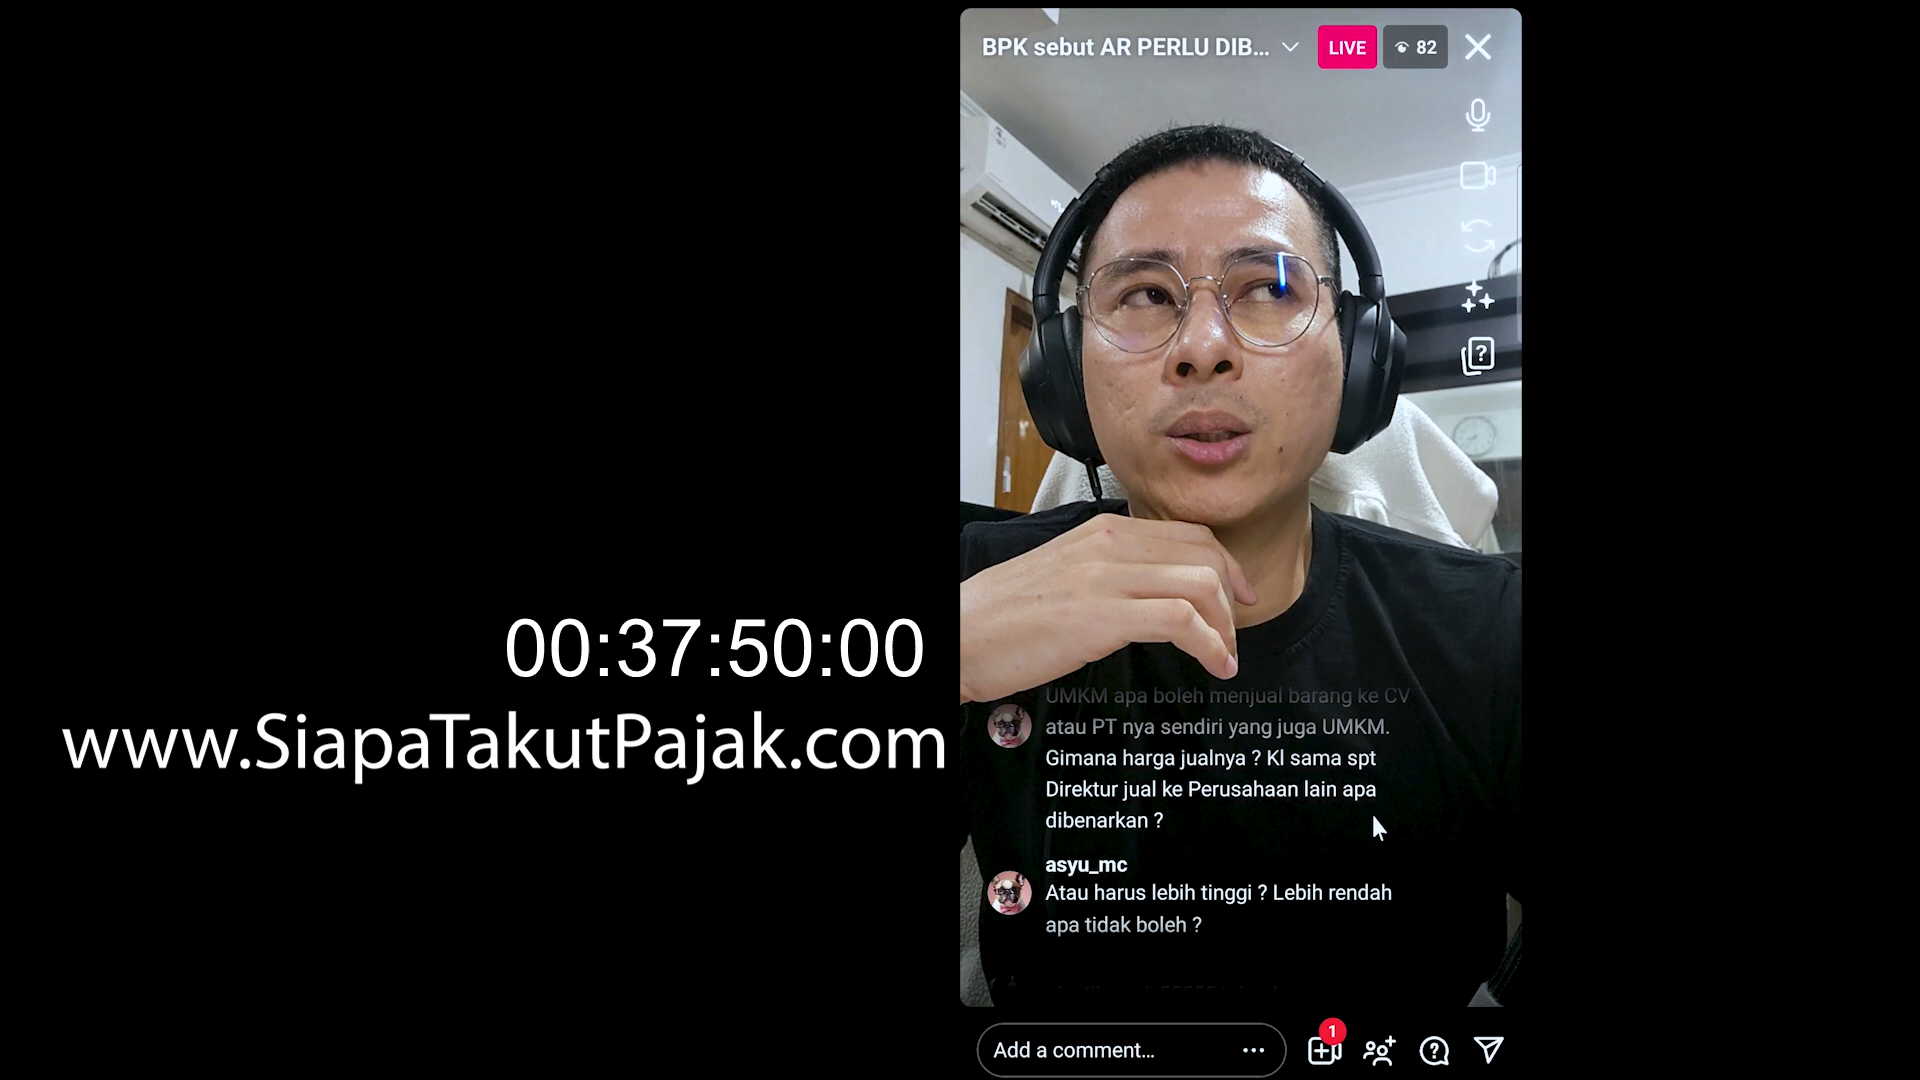 BPK sebut AR PERLU DIB...
LIVE
82
00:37:50:00
www.SiapaTakutPajak.com
UMKM apa boleh menjual barang ke CV
atau PT nya sendiri yang juga UMKM.
Gimana harga jualnya ? Kl sama spt
Direktur jual ke Perusahaan lain apa
dibenarkan ?
asyu_mc
Atau harus lebih tinggi ? Lebih rendah
apa tidak boleh ?
Add a comment...
1